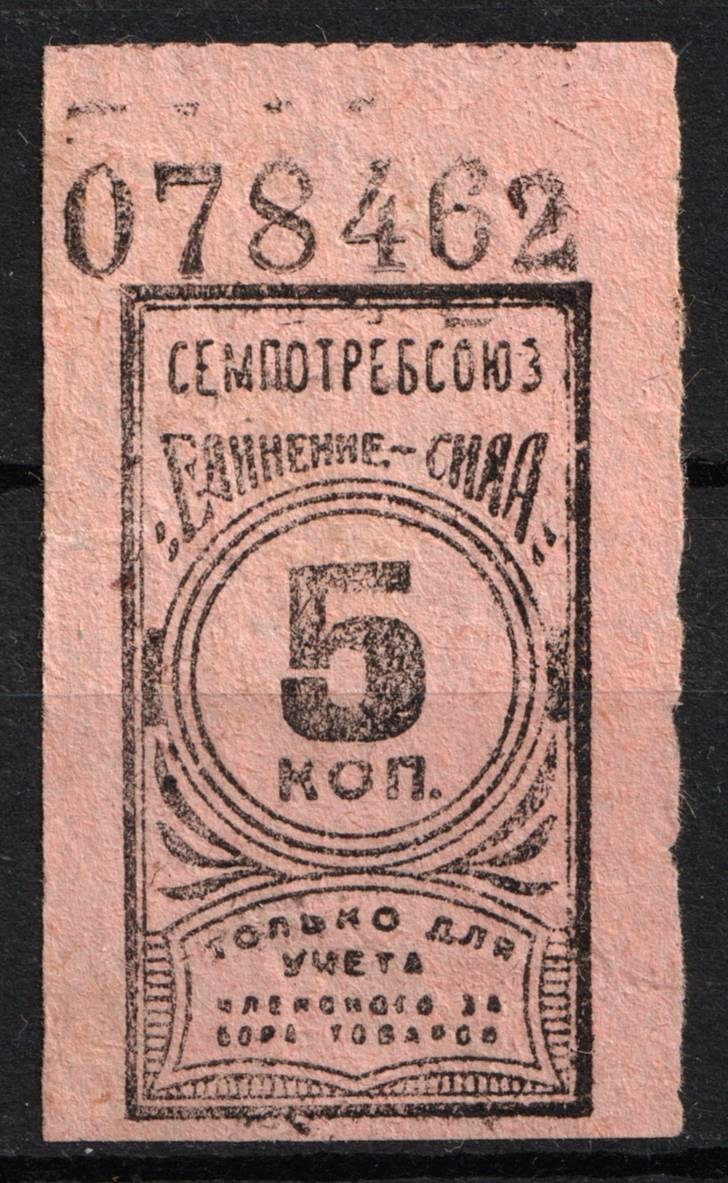 078462
СЕМПОТРЕБСОЮЗ
„ЕДИНЕНИЕ-СИЛА“
5
КОП.
ТОЛЬКО ДЛЯ
УЧЕТА
ЧЛЕНСКОГО ЗА
БОРА ТОВАРОВ